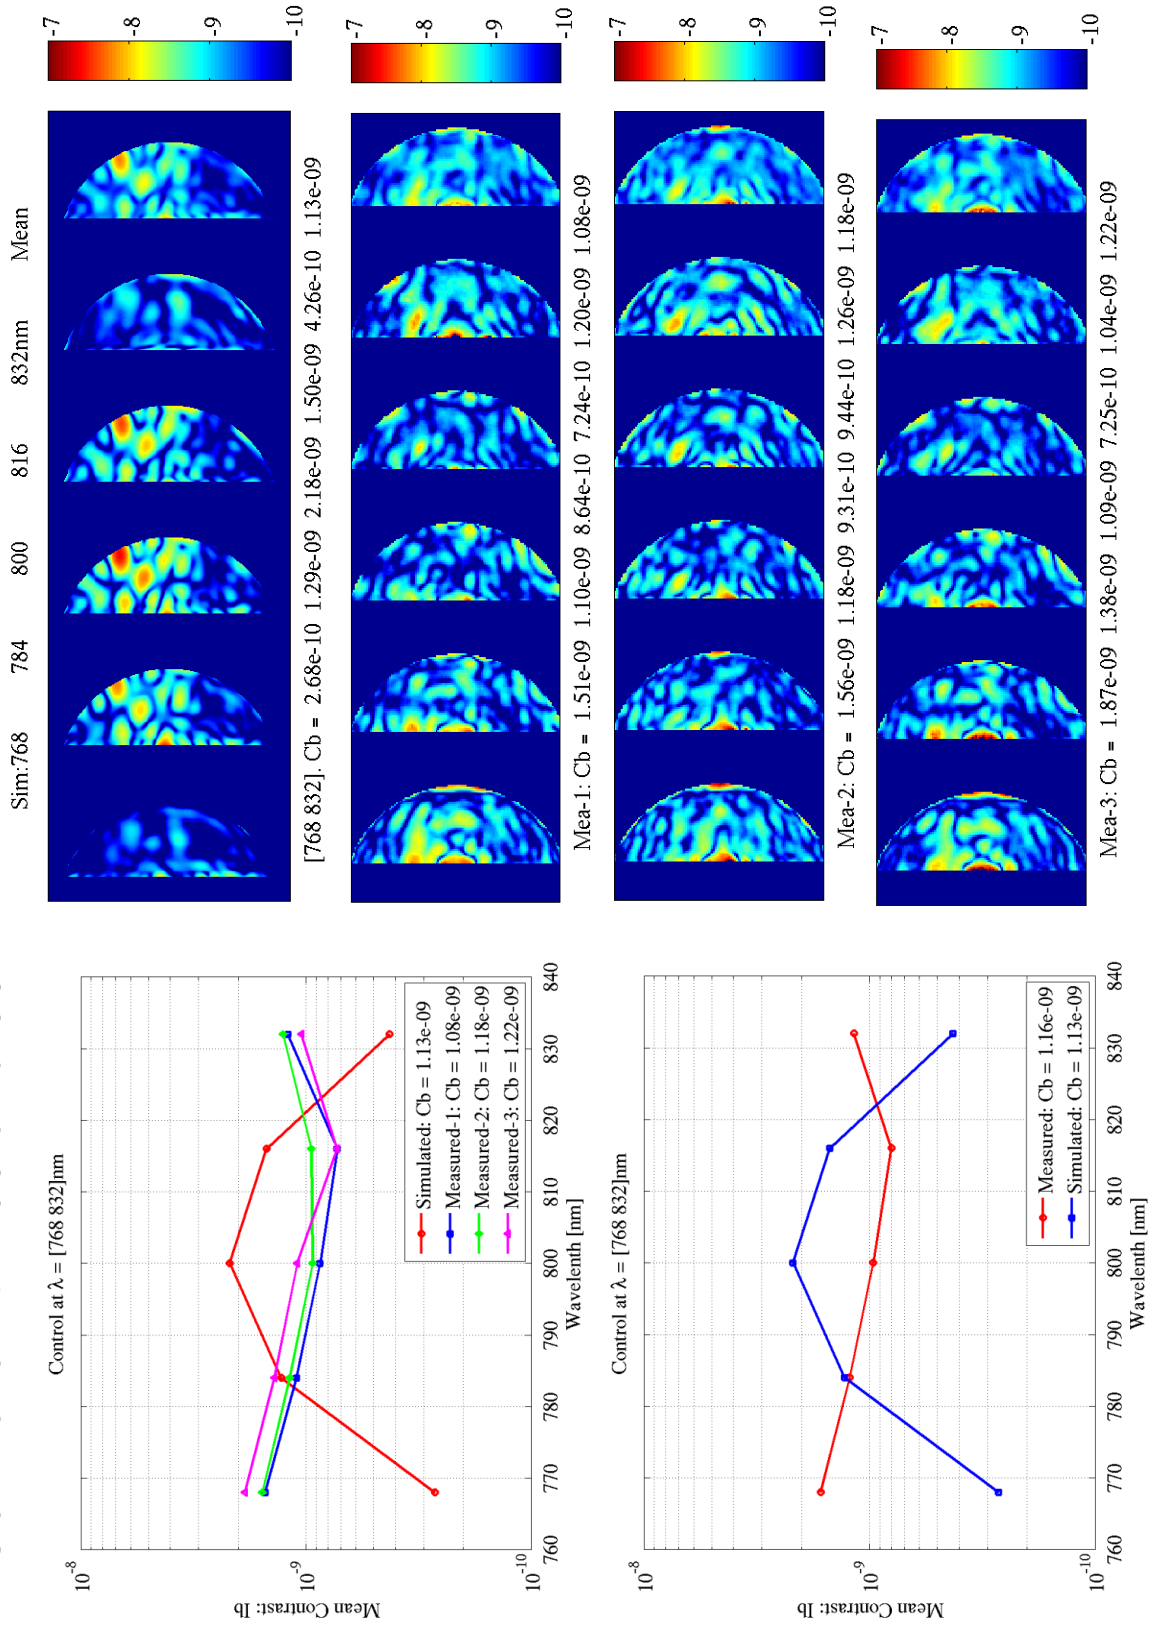 Control at λ = [768 832]nm
10-8
10-9
10-10
Mean Contrast: Ib
760 770 780 790 800 810 820 830 840
Wavelenth [nm]
Simulated: Cb = 1.13e-09
Measured-1: Cb = 1.08e-09
Measured-2: Cb = 1.18e-09
Measured-3: Cb = 1.22e-09
Sim:768 784 800 816 832nm Mean
-7
-8
-9
-10
[768 832]. Cb = 2.68e-10 1.29e-09 2.18e-09 1.50e-09 4.26e-10 1.13e-09
-7
-8
-9
-10
Mea-1: Cb = 1.51e-09 1.10e-09 8.64e-10 7.24e-10 1.20e-09 1.08e-09
-7
-8
-9
-10
Mea-2: Cb = 1.56e-09 1.18e-09 9.31e-10 9.44e-10 1.26e-09 1.18e-09
-7
-8
-9
-10
Mea-3: Cb = 1.87e-09 1.38e-09 1.09e-09 7.25e-10 1.04e-09 1.22e-09
Control at λ = [768 832]nm
10-8
10-9
10-10
Mean Contrast: Ib
760 770 780 790 800 810 820 830 840
Wavelenth [nm]
Measured: Cb = 1.16e-09
Simulated: Cb = 1.13e-09